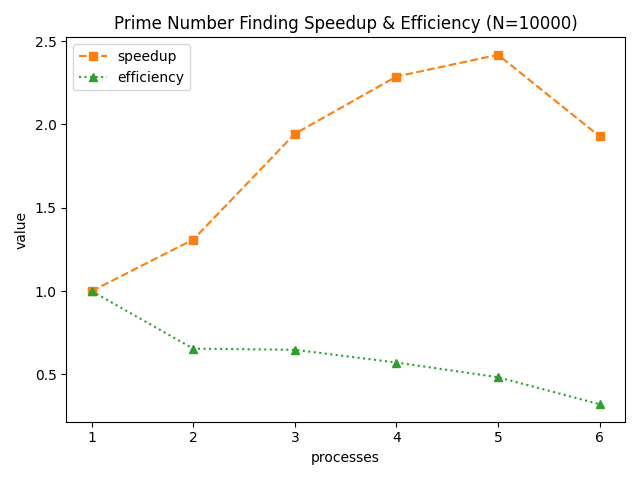 Prime Number Finding Speedup & Efficiency (N=10000)
speedup
efficiency
value
2.5
2.0
1.5
1.0
0.5
1 2 3 4 5 6
processes